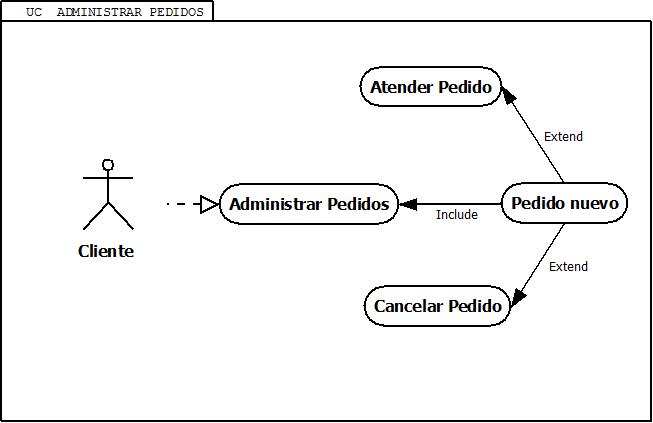 UC ADMINISTRAR PEDIDOS
Atender Pedido
Extend
Administrar Pedidos
Include
Pedido nuevo
Cliente
Extend
Cancelar Pedido